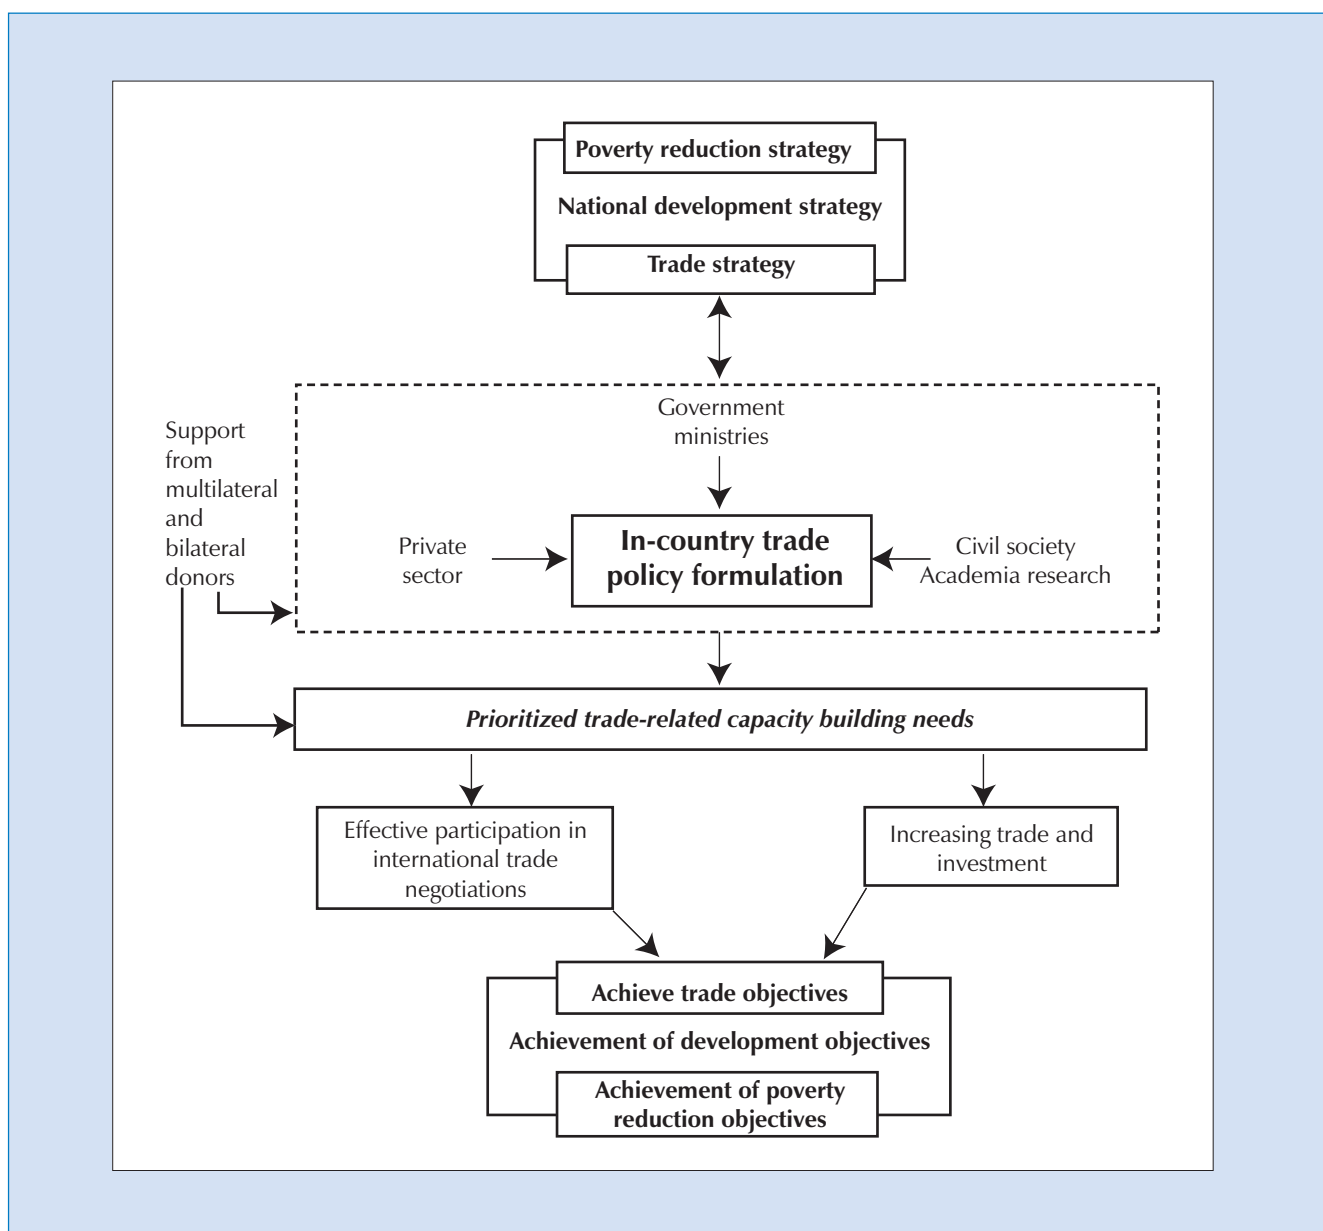 Poverty reduction strategy
National development strategy
Trade strategy
Government
ministries
Support
from
multilateral
and
bilateral
donors
Private
sector
In-country trade
policy formulation
Civil society
Academia research
Prioritized trade-related capacity building needs
Effective participation in
international trade
negotiations
Increasing trade and
investment
Achieve trade objectives
Achievement of development objectives
Achievement of poverty
reduction objectives